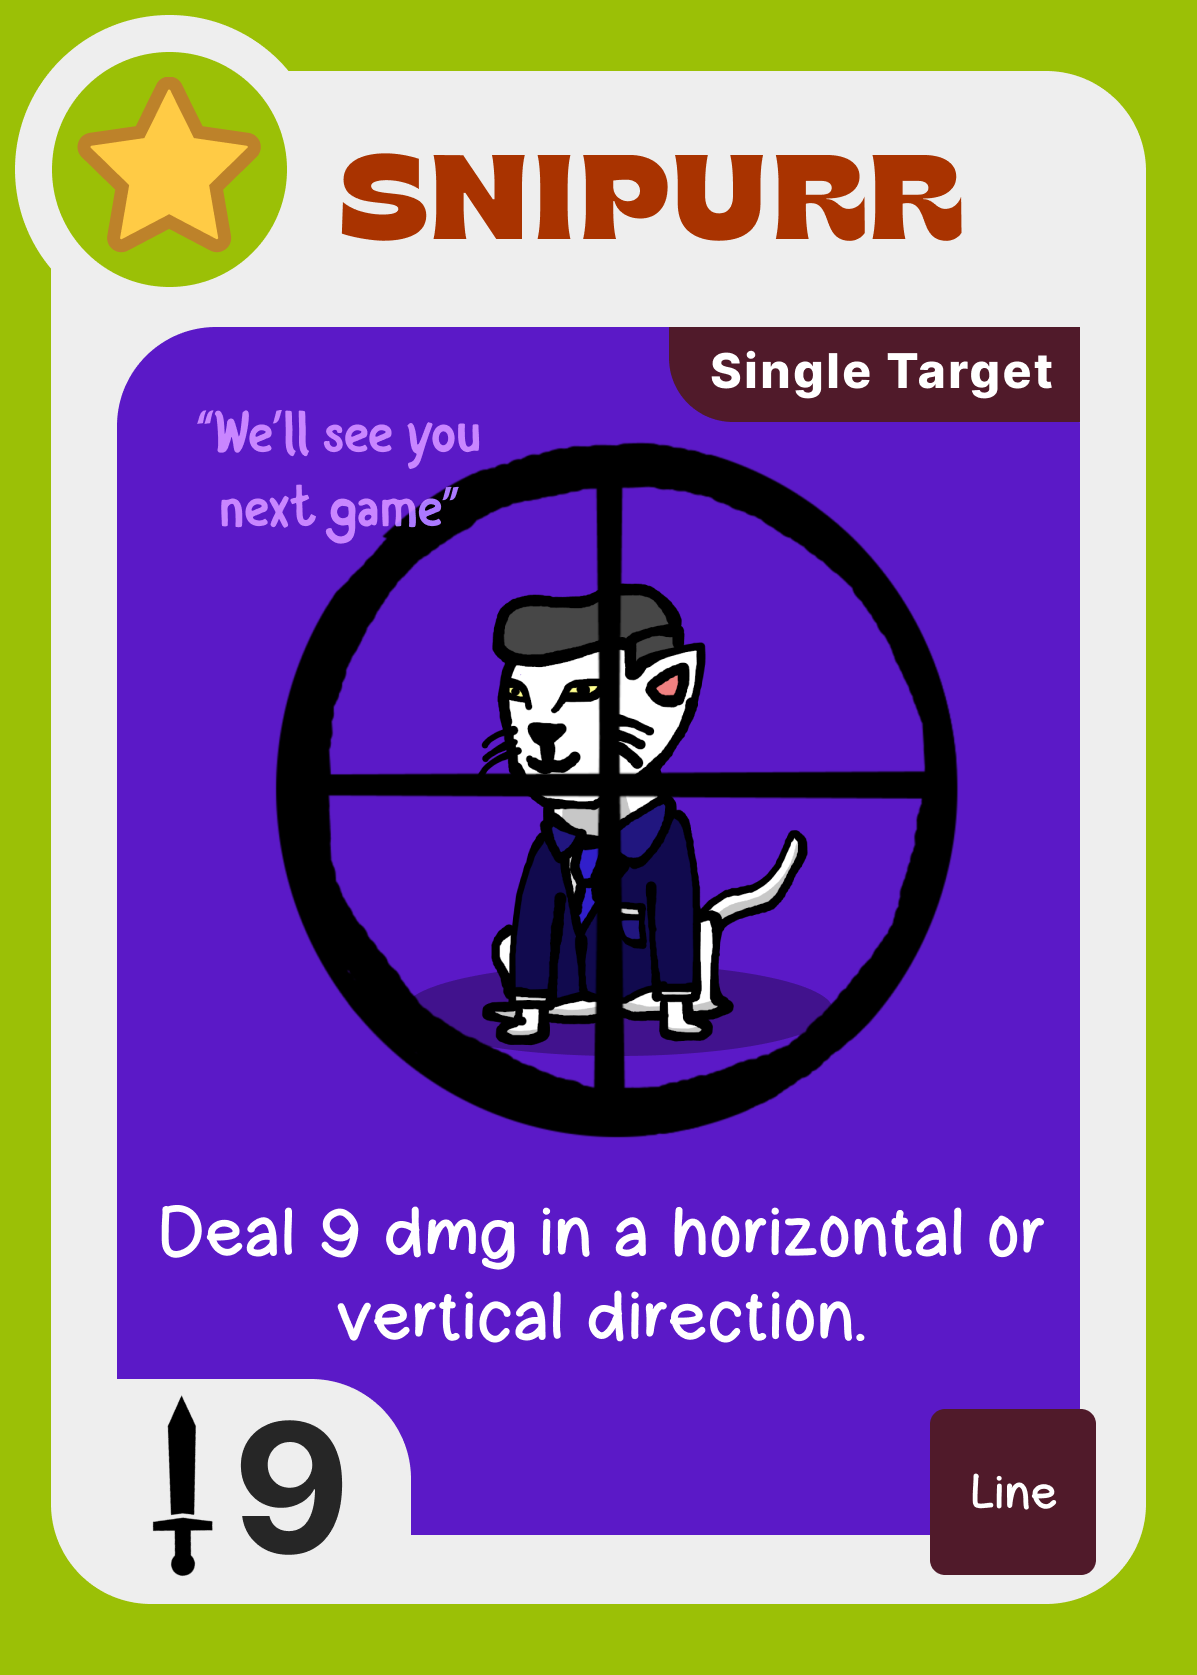 SNIPURR
Single Target
“We’ll see you
next game”
Deal 9 dmg in a horizontal or
vertical direction.
9
Line